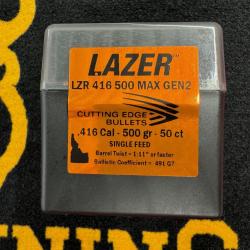 LAZER™
LZR 416 500 MAX GEN2
CUTTING EDGE
BULLETS
.416 Cal - 500 gr - 50 ct
SINGLE FEED
Barrel Twist = 1:11" or faster
Ballistic Coefficient = .491 G7